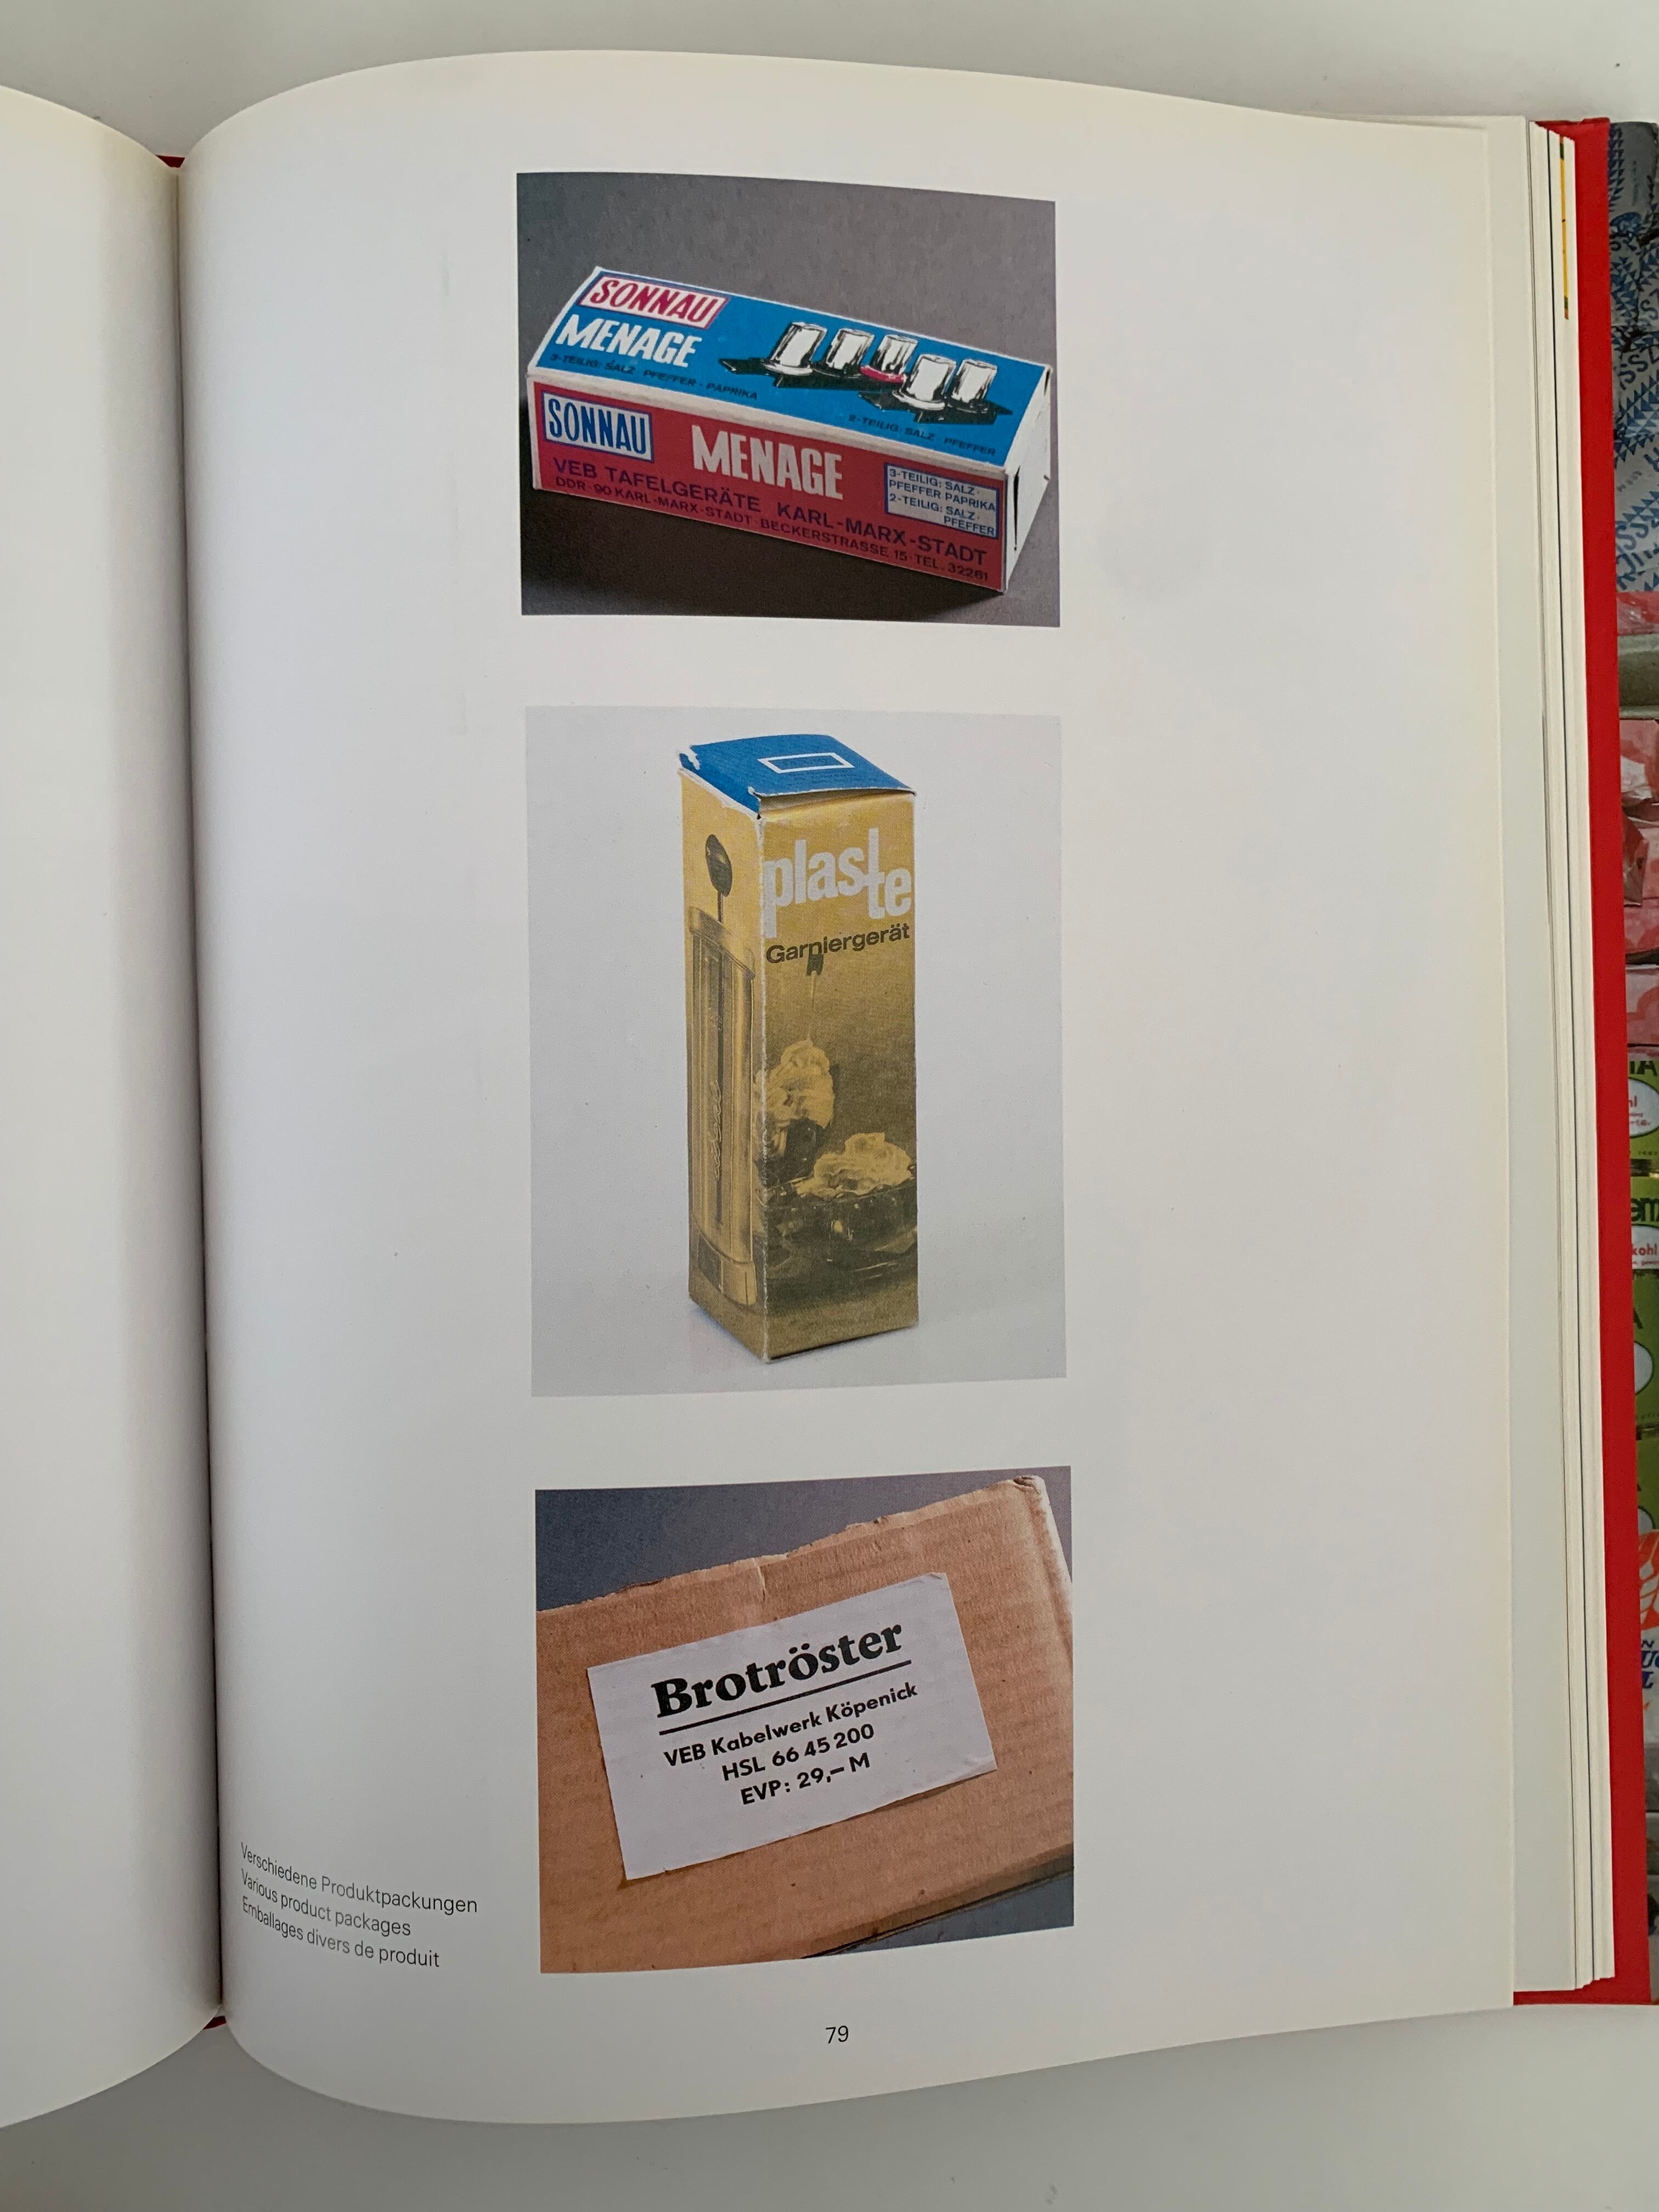 SONNAU
MENAGE
3-TEILIG: SALZ · PFEFFER · PAPRIKA
2-TEILIG: SALZ · PFEFFER
SONNAU
MENAGE
3-TEILIG: SALZ·
PFEFFER PAPRIKA
2-TEILIG: SALZ·
PFEFFER
VEB TAFELGERÄTE KARL-MARX-STADT
DDR-90 KARL-MARX-STADT·BECKERSTRASSE 15·TEL. 32261
plaste
Garniergerät
Brotröster
VEB Kabelwerk Köpenick
HSL 66 45 200
EVP: 29,– M
Verschiedene Produktpackungen
Various product packages
Emballages divers de produit
79